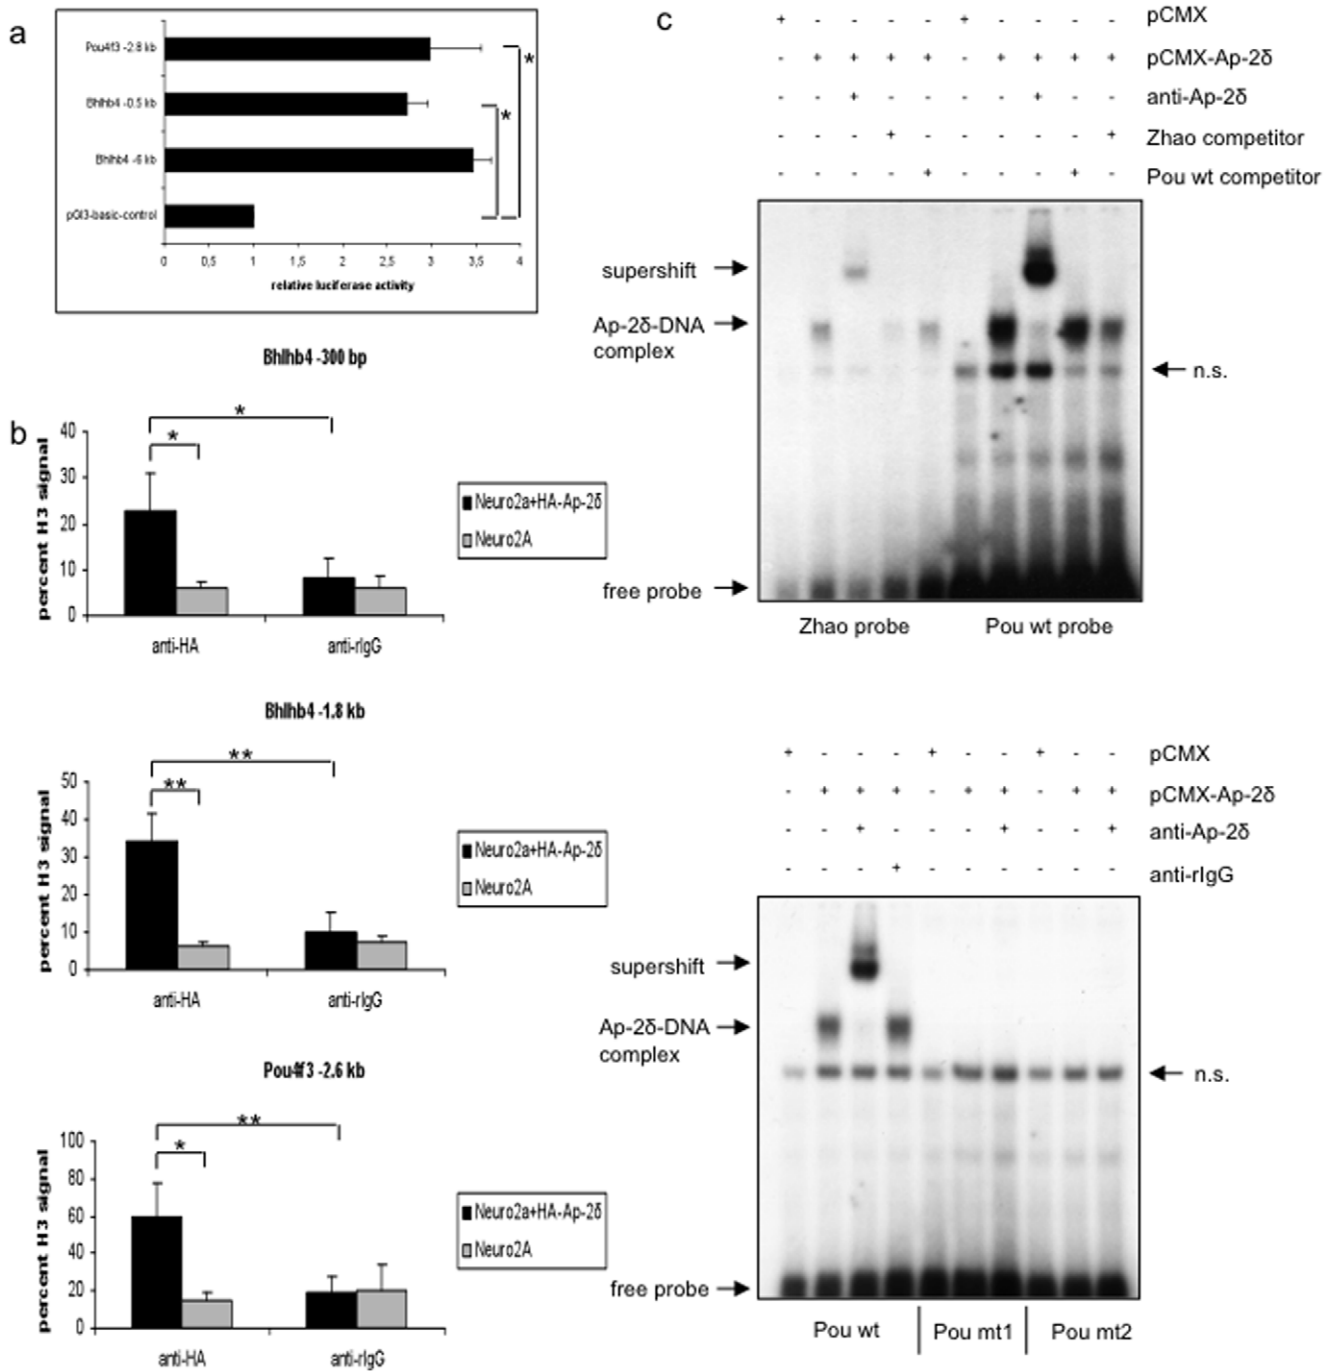 a
Pou4f3 -2.8 kb
Bhlhb4 -0.5 kb
Bhlhb4 -6 kb
pGl3-basic-control
* *
0 0,5 1 1,5 2 2,5 3 3,5 4
relative luciferase activity
b
Bhlhb4 -300 bp
percent H3 signal
40
30
20
10
0
* *
anti-HA anti-rIgG
Neuro2a+HA-Ap-2δ
Neuro2A
Bhlhb4 -1.8 kb
percent H3 signal
50
40
30
20
10
0
** **
anti-HA anti-rIgG
Neuro2a+HA-Ap-2δ
Neuro2A
Pou4f3 -2.6 kb
percent H3 signal
100
80
60
40
20
0
** *
anti-HA anti-rIgG
Neuro2a+HA-Ap-2δ
Neuro2A
c
+ - - - - + - - - - pCMX
- + + + + - + + + + pCMX-Ap-2δ
- - + - - - - + - - anti-Ap-2δ
- - - + - - - - - + Zhao competitor
- - - - + - - - + - Pou wt competitor
supershift
Ap-2δ-DNA
complex
n.s.
free probe
Zhao probe Pou wt probe
+ - - - + - - + - - pCMX
- + + + - + + - + + pCMX-Ap-2δ
- - + - - - + - - + anti-Ap-2δ
- - - + - - - - - - anti-rIgG
supershift
Ap-2δ-DNA
complex
n.s.
free probe
Pou wt Pou mt1 Pou mt2